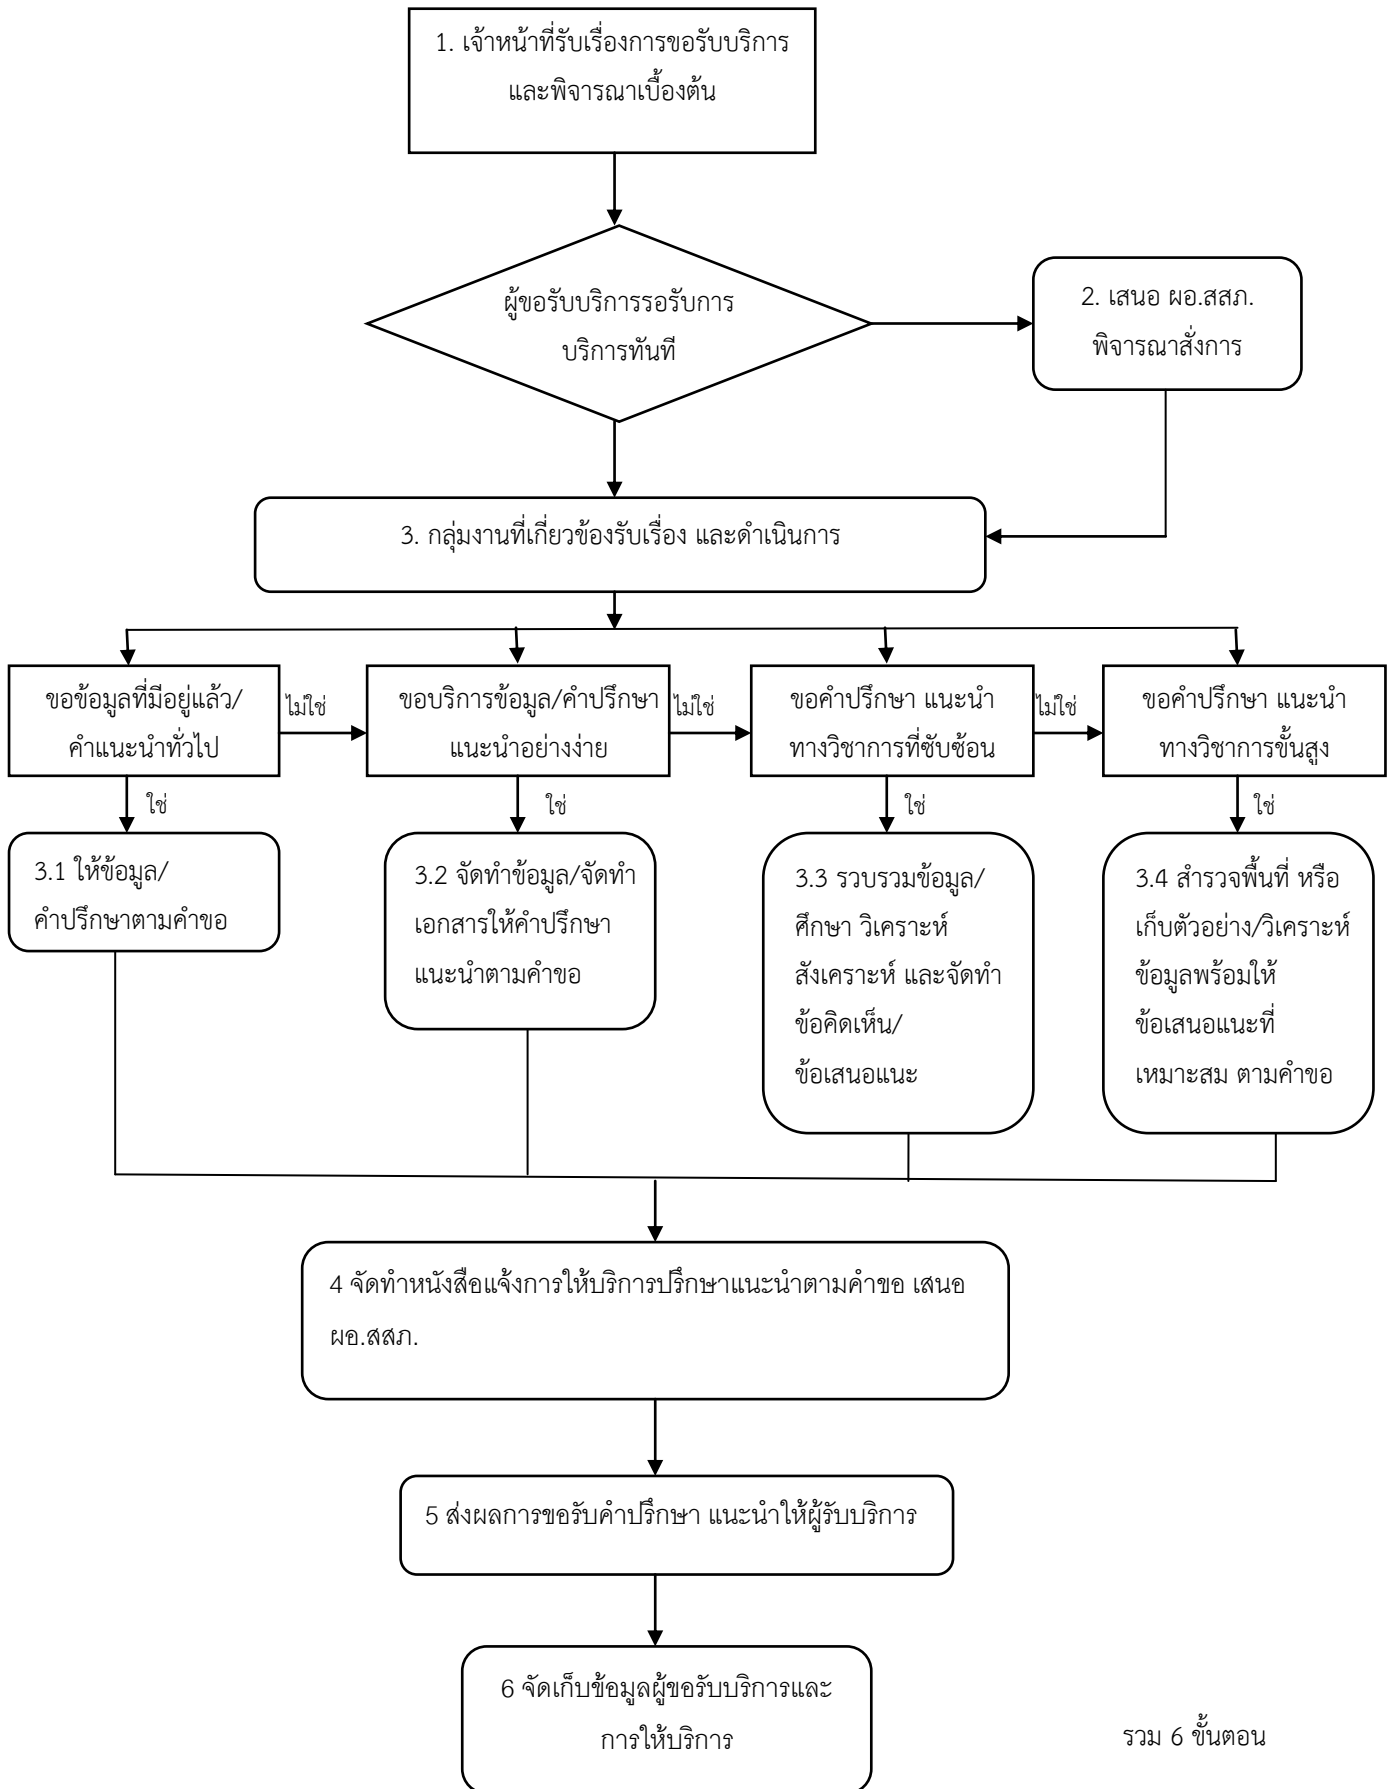 1. เจ้าหน้าที่รับเรื่องการขอรับบริการ
และพิจารณาเบื้องต้น
ผู้ขอรับบริการรอรับการ
บริการทันที
2. เสนอ ผอ.สสภ.
พิจารณาสั่งการ
3. กลุ่มงานที่เกี่ยวข้องรับเรื่อง และดำเนินการ
ขอข้อมูลที่มีอยู่แล้ว/
คำแนะนำทั่วไป
ไม่ใช่
ขอบริการข้อมูล/คำปรึกษา
แนะนำอย่างง่าย
ไม่ใช่
ขอคำปรึกษา แนะนำ
ทางวิชาการที่ซับซ้อน
ไม่ใช่
ขอคำปรึกษา แนะนำ
ทางวิชาการขั้นสูง
ใช่
ใช่
ใช่
ใช่
3.1 ให้ข้อมูล/
คำปรึกษาตามคำขอ
3.2 จัดทำข้อมูล/จัดทำ
เอกสารให้คำปรึกษา
แนะนำตามคำขอ
3.3 รวบรวมข้อมูล/
ศึกษา วิเคราะห์
สังเคราะห์ และจัดทำ
ข้อคิดเห็น/
ข้อเสนอแนะ
3.4 สำรวจพื้นที่ หรือ
เก็บตัวอย่าง/วิเคราะห์
ข้อมูลพร้อมให้
ข้อเสนอแนะที่
เหมาะสม ตามคำขอ
4 จัดทำหนังสือแจ้งการให้บริการปรึกษาแนะนำตามคำขอ เสนอ
ผอ.สสภ.
5 ส่งผลการขอรับคำปรึกษา แนะนำให้ผู้รับบริการ
6 จัดเก็บข้อมูลผู้ขอรับบริการและ
การให้บริการ
รวม 6 ขั้นตอน